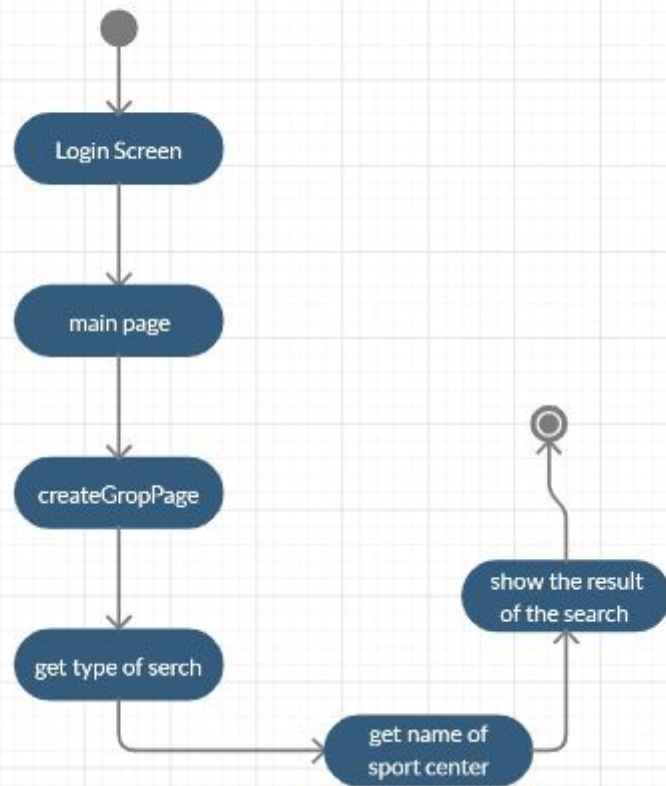 Login Screen
main page
createGropPage
get type of serch
get name of
sport center
show the result
of the search